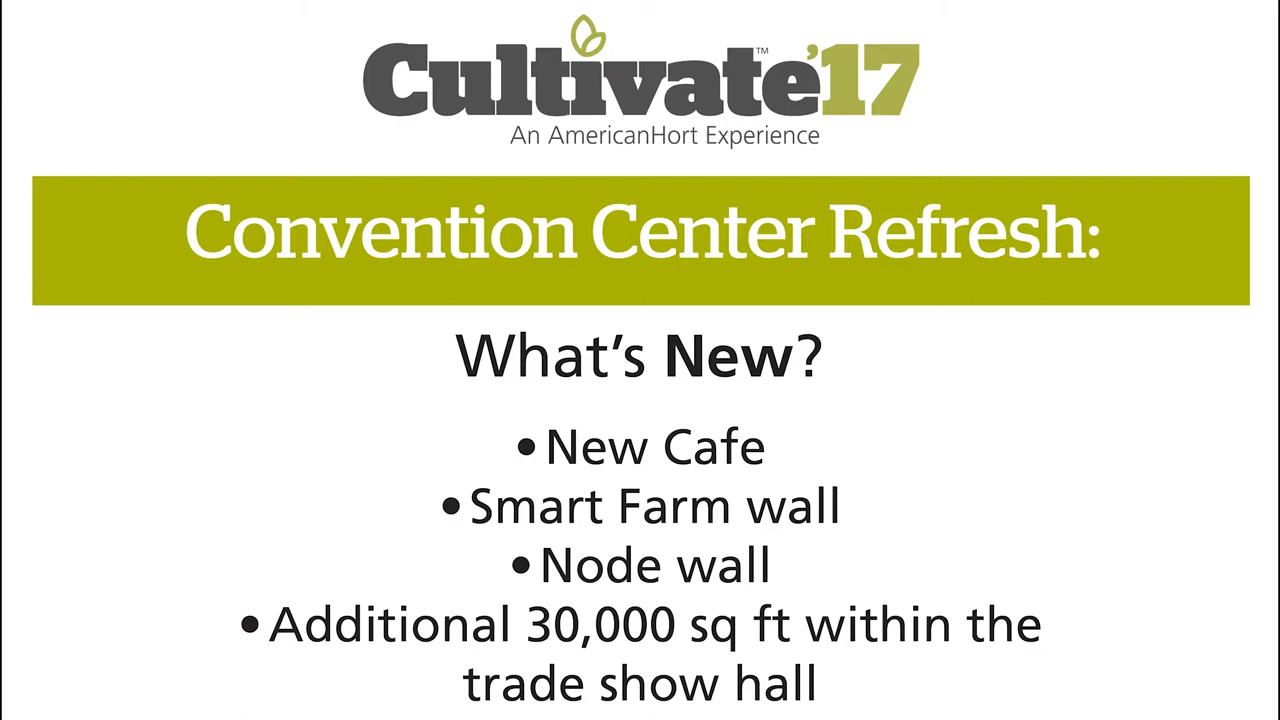 Cultivate™'17
An AmericanHort Experience
Convention Center Refresh:
What's New?
•New Cafe
•Smart Farm wall
•Node wall
•Additional 30,000 sq ft within the
trade show hall